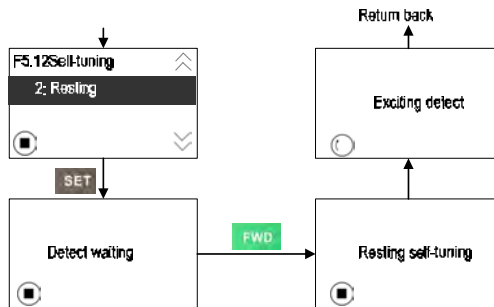 Return back
F5.12Self-tuning
2: Resting
Exciting detect
SET
Detect waiting
FWD
Resting self-tuning